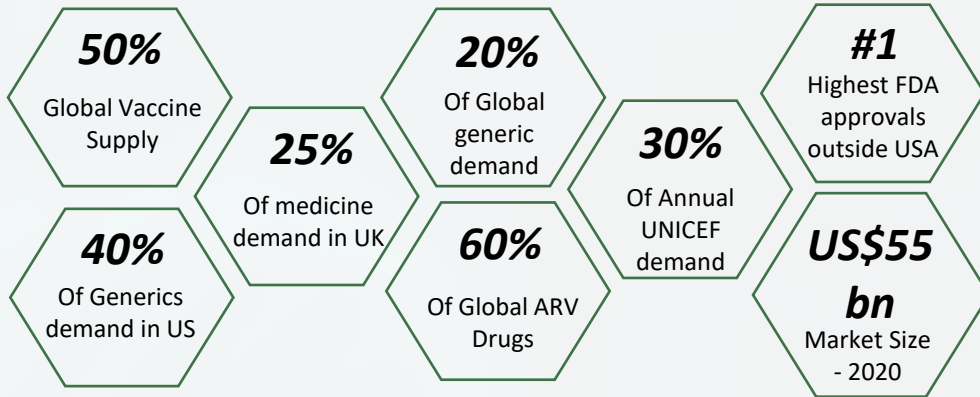 50%
Global Vaccine
Supply
40%
Of Generics
demand in US
25%
Of medicine
demand in UK
20%
Of Global
generic
demand
60%
Of Global ARV
Drugs
30%
Of Annual
UNICEF
demand
#1
Highest FDA
approvals
outside USA
US$55
bn
Market Size
- 2020